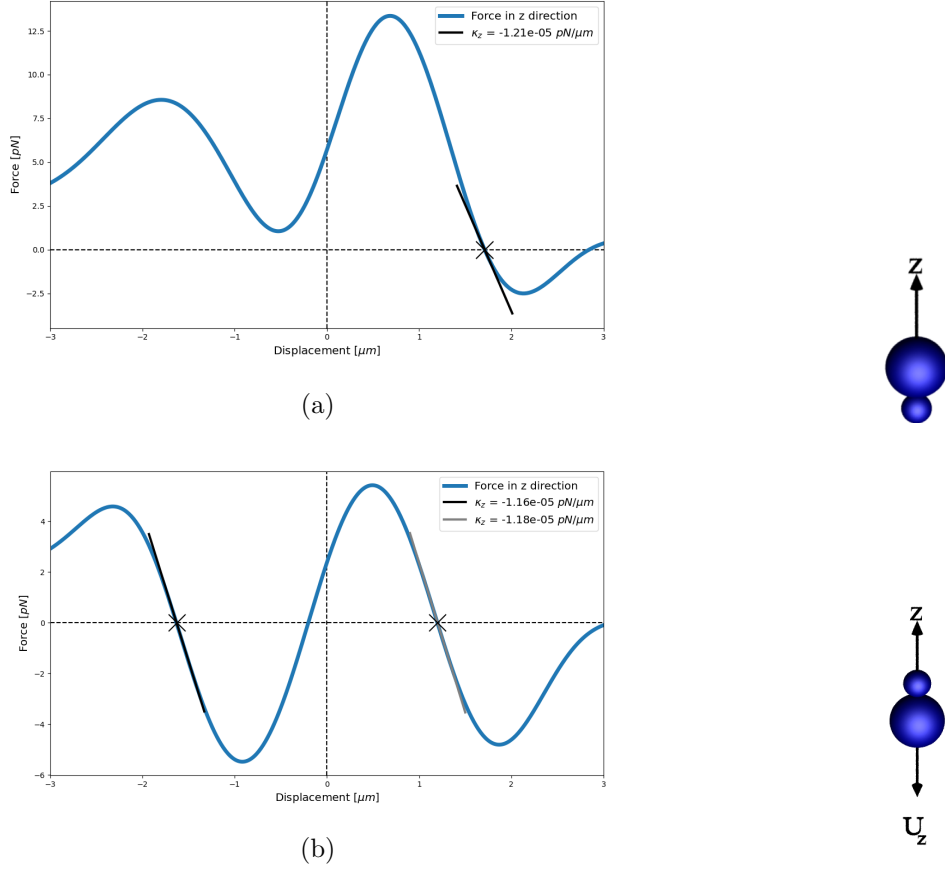 12.5
10.0
7.5
5.0
2.5
0.0
−2.5
Force [pN]
Force in z direction
κz = -1.21e-05 pN/μm
−3 −2 −1 0 1 2 3
Displacement [μm]
(a)
z
4
2
0
−2
−4
−6
Force [pN]
Force in z direction
κz = -1.16e-05 pN/μm
κz = -1.18e-05 pN/μm
−3 −2 −1 0 1 2 3
Displacement [μm]
(b)
z
Uz